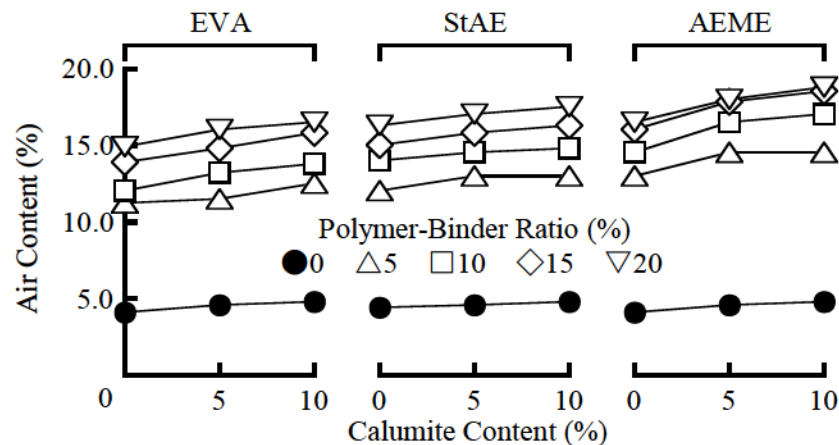 EVA StAE AEME
20.0
15.0
10.0
5.0
0
Air Content (%)
Polymer-Binder Ratio (%)
0 5 10 15 20
0 5 10 0 5 10 0 5 10
Calumite Content (%)